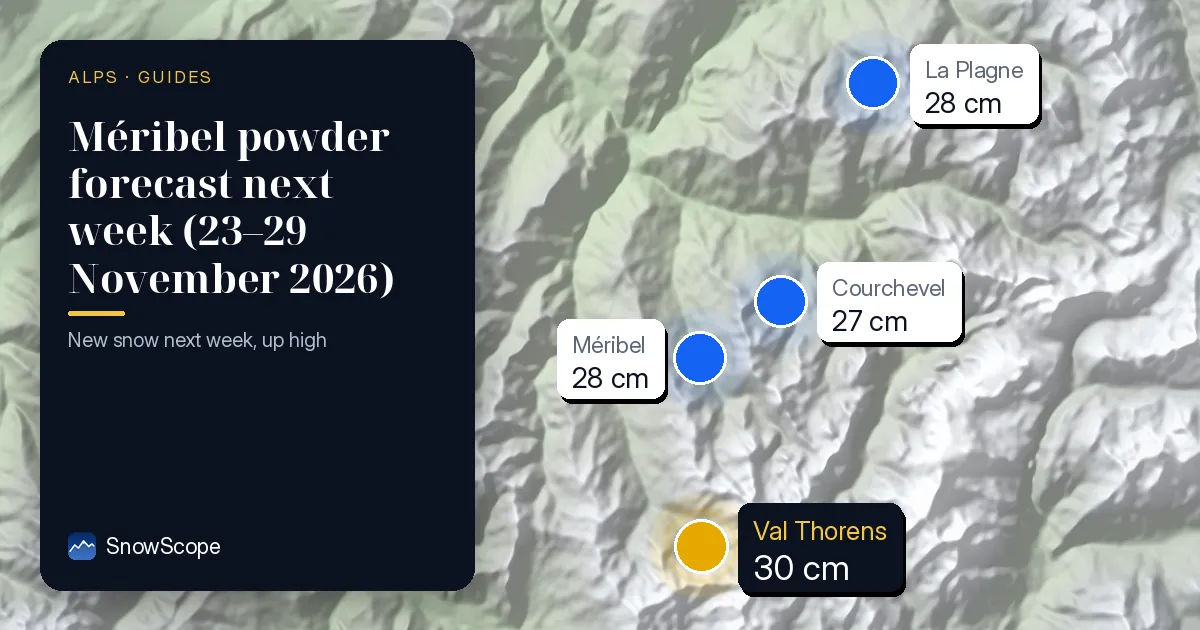 ALPS · GUIDES
Méribel powder
forecast next
week (23–29
November 2026)
New snow next week, up high
SnowScope
La Plagne
28 cm
Courchevel
27 cm
Méribel
28 cm
Val Thorens
30 cm